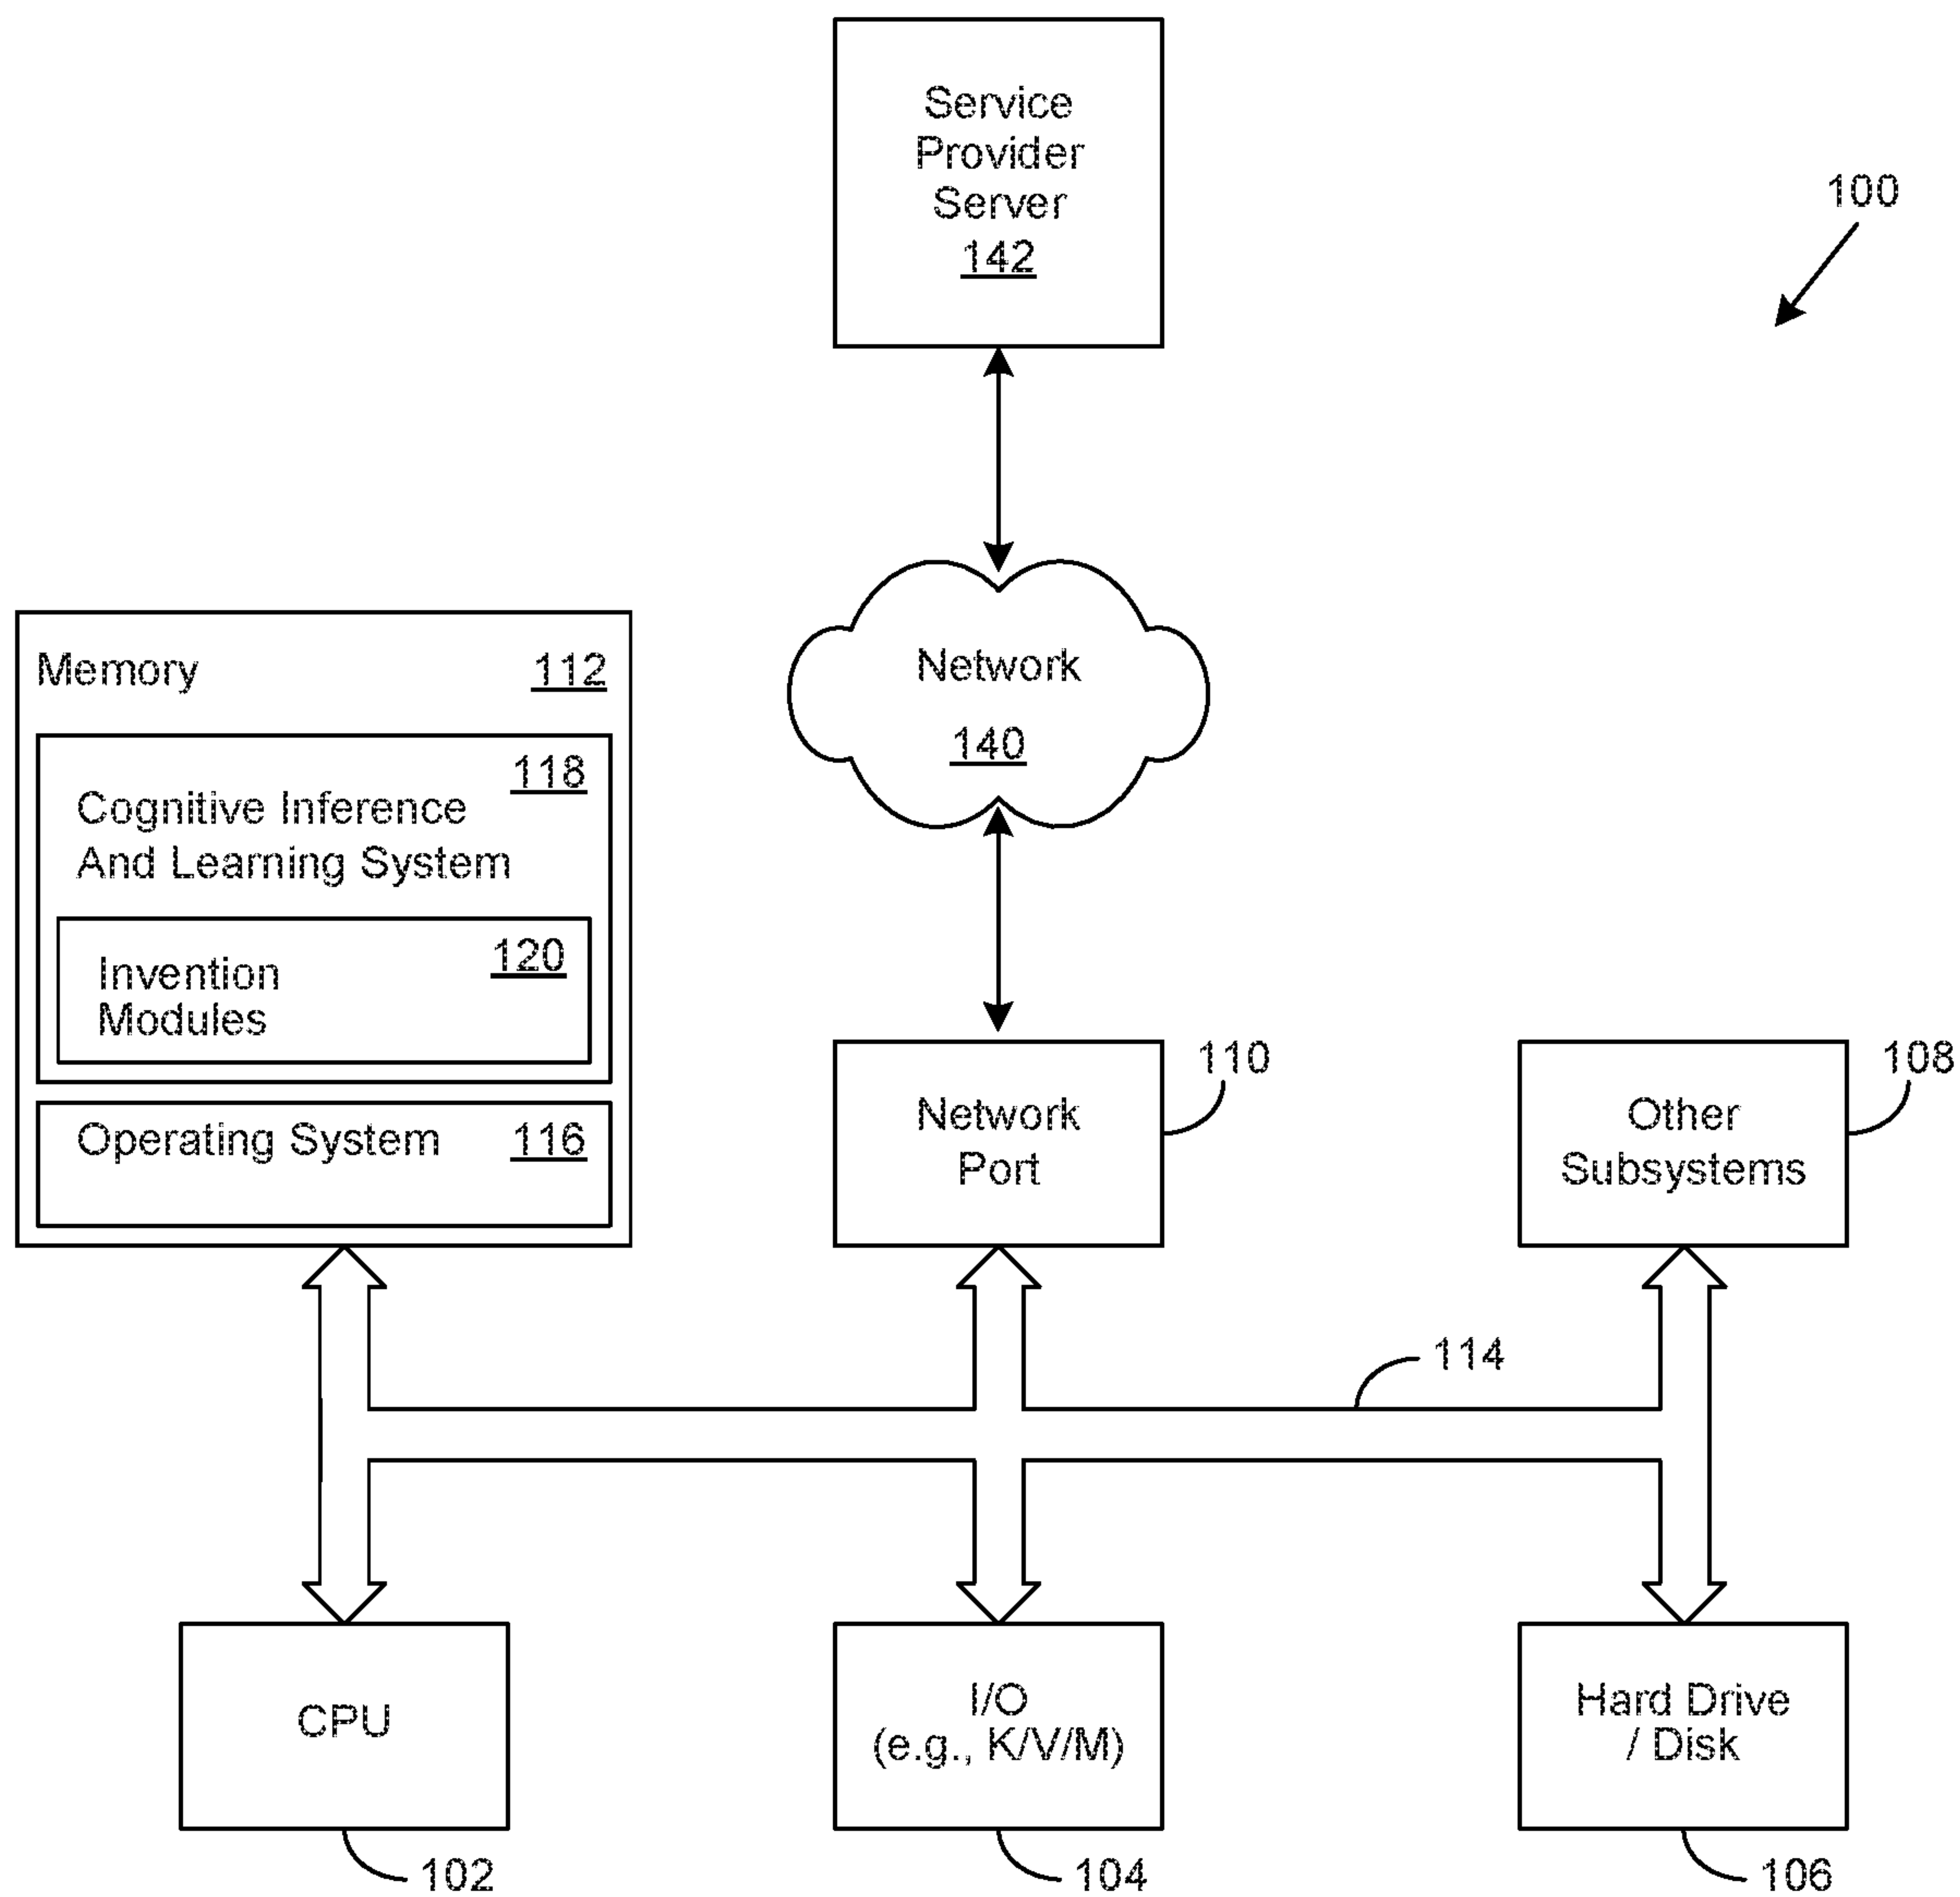 Service
Provider
Server
142
100
Memory 112
Network
140
118
Cognitive Inference
And Learning System
120
Invention
Modules
Operating System 116
Network
Port
110
Other
Subsystems
108
114
CPU
102
I/O
(e.g., K/V/M)
104
Hard Drive
/ Disk
106